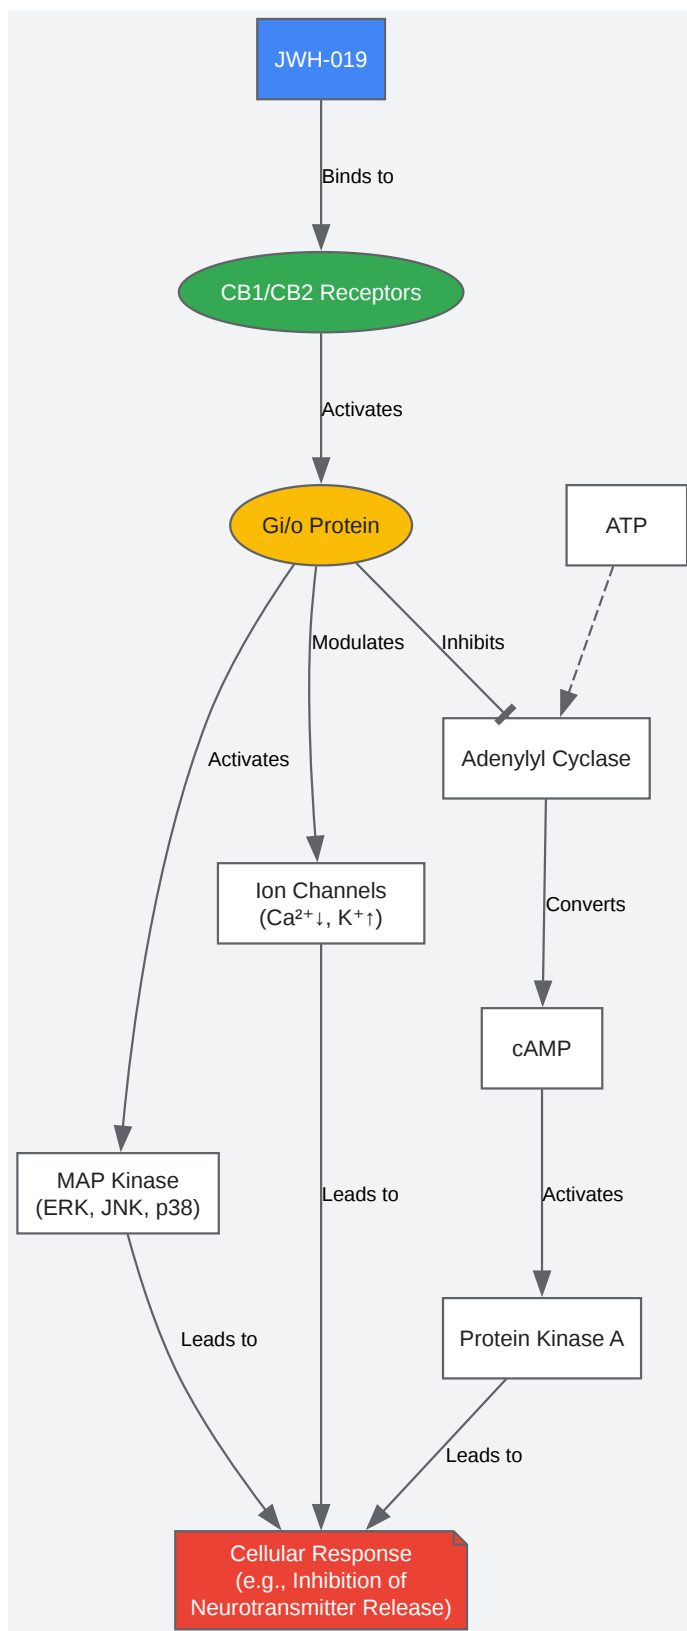 JWH-019
Binds to
CB1/CB2 Receptors
Activates
Gi/o Protein
ATP
Modulates
Inhibits
Activates
Adenylyl Cyclase
Ion Channels
(Ca²⁺↓, K⁺↑)
Converts
cAMP
MAP Kinase
(ERK, JNK, p38)
Leads to
Activates
Leads to
Protein Kinase A
Leads to
Cellular Response
(e.g., Inhibition of
Neurotransmitter Release)